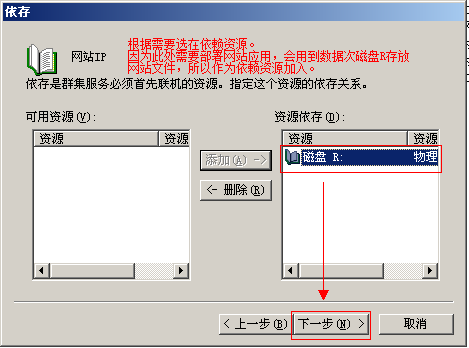 依存
网站IP
根据需要选在依赖资源。
因为此处需要部署网站应用，会用到数据次磁盘R存放
网站文件，所以作为依赖资源加入。
依存是群集服务必须首先联机的资源。指定这个资源的依存关系。
可用资源(V):
资源依存(D):
资源 资源
资源 资源
磁盘 R: 物理
添加(A) ->
<- 删除(R)
< 上一步(B)
下一步(N) >
取消